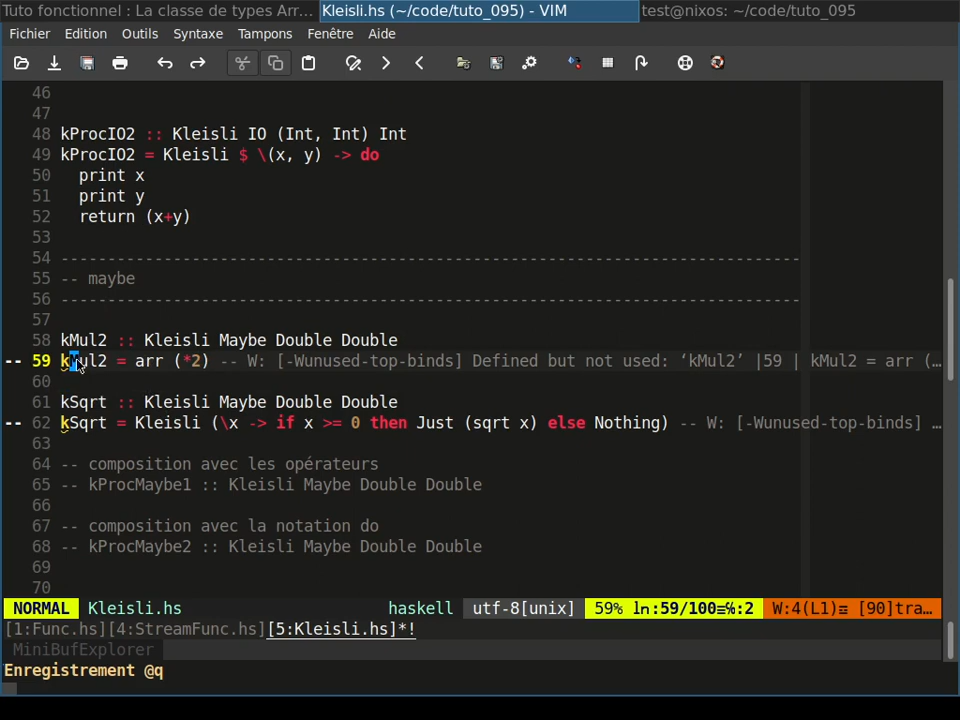 Tuto fonctionnel : La classe de types Arr… Kleisli.hs (~/code/tuto_095) - VIM test@nixos: ~/code/tuto_095
Fichier Edition Outils Syntaxe Tampons Fenêtre Aide
46
47
48 kProcIO2 :: Kleisli IO (Int, Int) Int
49 kProcIO2 = Kleisli $ \(x, y) -> do
50   print x
51   print y
52   return (x+y)
53
54 --------------------------------------------------------------------------------
55 -- maybe
56 --------------------------------------------------------------------------------
57
58 kMul2 :: Kleisli Maybe Double Double
-- 59 kMul2 = arr (*2) -- W: [-Wunused-top-binds] Defined but not used: ‘kMul2’ |59 | kMul2 = arr (…
60
61 kSqrt :: Kleisli Maybe Double Double
-- 62 kSqrt = Kleisli (\x -> if x >= 0 then Just (sqrt x) else Nothing) -- W: [-Wunused-top-binds] …
63
64 -- composition avec les opérateurs
65 -- kProcMaybe1 :: Kleisli Maybe Double Double
66
67 -- composition avec la notation do
68 -- kProcMaybe2 :: Kleisli Maybe Double Double
69
70
NORMAL Kleisli.hs haskell utf-8[unix] 59% ln:59/100≡℅:2 W:4(L1)≡ [90]tra…
[1:Func.hs][4:StreamFunc.hs][5:Kleisli.hs]*!
MiniBufExplorer
Enregistrement @q